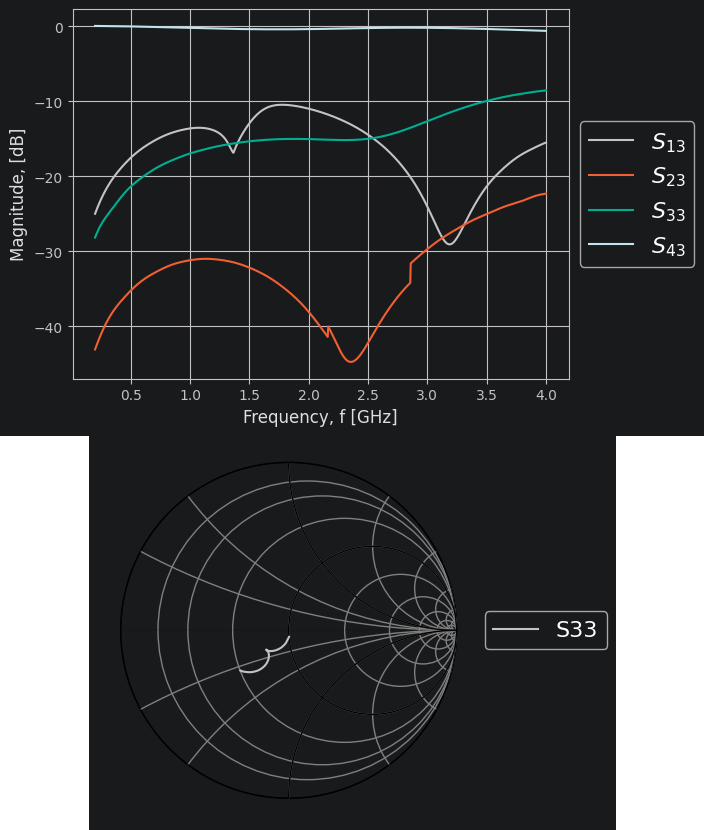 0
−10
−20
−30
−40
Magnitude, [dB]
0.5 1.0 1.5 2.0 2.5 3.0 3.5 4.0
Frequency, f [GHz]
S₁₃
S₂₃
S₃₃
S₄₃
S33